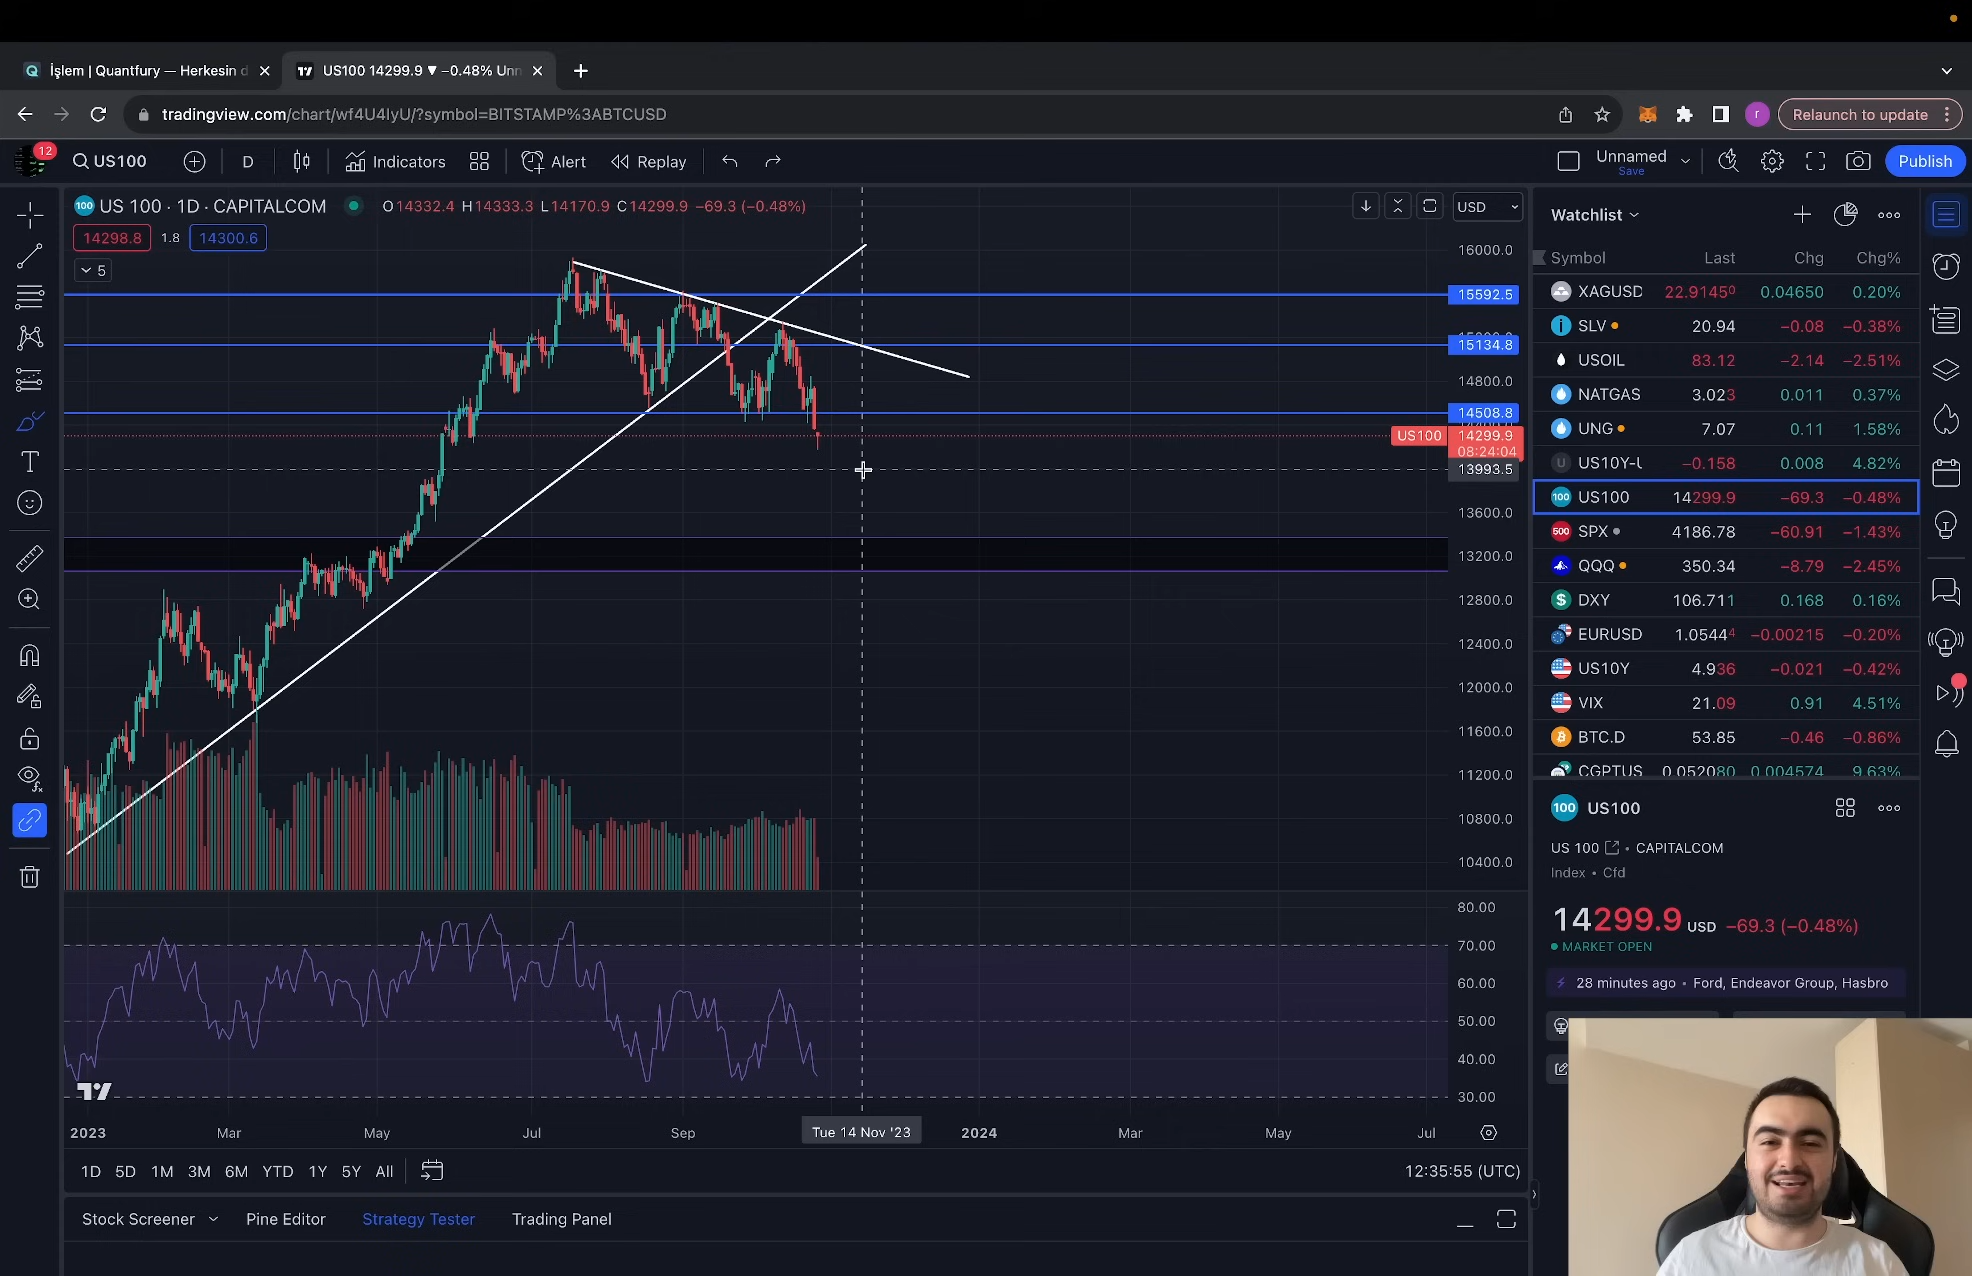 İşlem | Quantfury — Herkesin d
US100 14299.9 ▼ −0.48% Unn
tradingview.com/chart/wf4U4IyU/?symbol=BITSTAMP%3ABTCUSD
r
Relaunch to update
12
US100
D
Indicators
Alert
Replay
Unnamed
Save
Publish
100 US 100 · 1D · CAPITALCOM O14332.4 H14333.3 L14170.9 C14299.9 −69.3 (−0.48%)
USD
14298.8 1.8 14300.6
5
16000.0
15592.5
15134.8
14800.0
14508.8
US100 14299.9
08:24:04
13993.5
13600.0
13200.0
12800.0
12400.0
12000.0
11600.0
11200.0
10800.0
10400.0
80.00
70.00
60.00
50.00
40.00
30.00
2023 Mar May Jul Sep Tue 14 Nov '23 2024 Mar May Jul
1D 5D 1M 3M 6M YTD 1Y 5Y All
12:35:55 (UTC)
Stock Screener Pine Editor Strategy Tester Trading Panel
Watchlist
Symbol Last Chg Chg%
XAGUSD 22.91450 0.04650 0.20%
SLV 20.94 −0.08 −0.38%
USOIL 83.12 −2.14 −2.51%
NATGAS 3.023 0.011 0.37%
UNG 7.07 0.11 1.58%
U US10Y-U −0.158 0.008 4.82%
100 US100 14299.9 −69.3 −0.48%
500 SPX 4186.78 −60.91 −1.43%
QQQ 350.34 −8.79 −2.45%
DXY 106.711 0.168 0.16%
EURUSD 1.05444 −0.00215 −0.20%
US10Y 4.936 −0.021 −0.42%
VIX 21.09 0.91 4.51%
BTC.D 53.85 −0.46 −0.86%
CGPTUS 0.052080 0.004574 9.63%
100 US100
US 100 • CAPITALCOM
Index • Cfd
14299.9 USD −69.3 (−0.48%)
MARKET OPEN
28 minutes ago • Ford, Endeavor Group, Hasbro